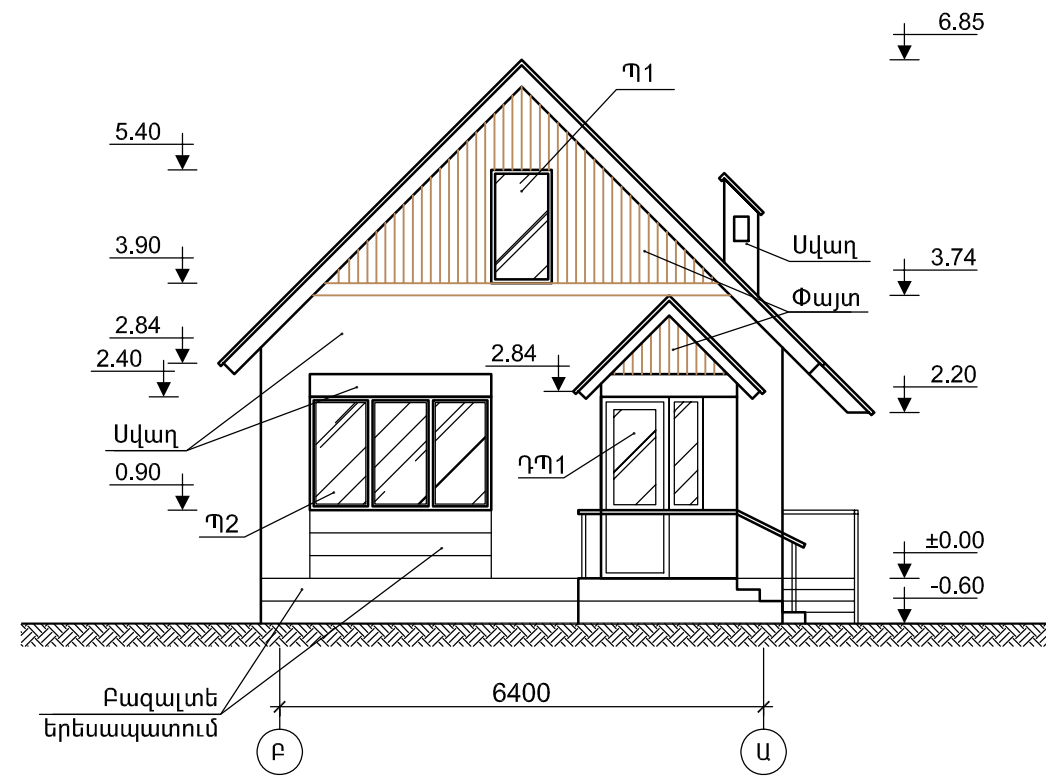 6.85
Պ1
5.40
3.90
Սվաղ
3.74
Փայտ
2.84
2.40
2.84
2.20
Սվաղ
ԴՊ1
0.90
Պ2
±0.00
-0.60
6400
Բազալտե
երեսապատում
Բ
Ա